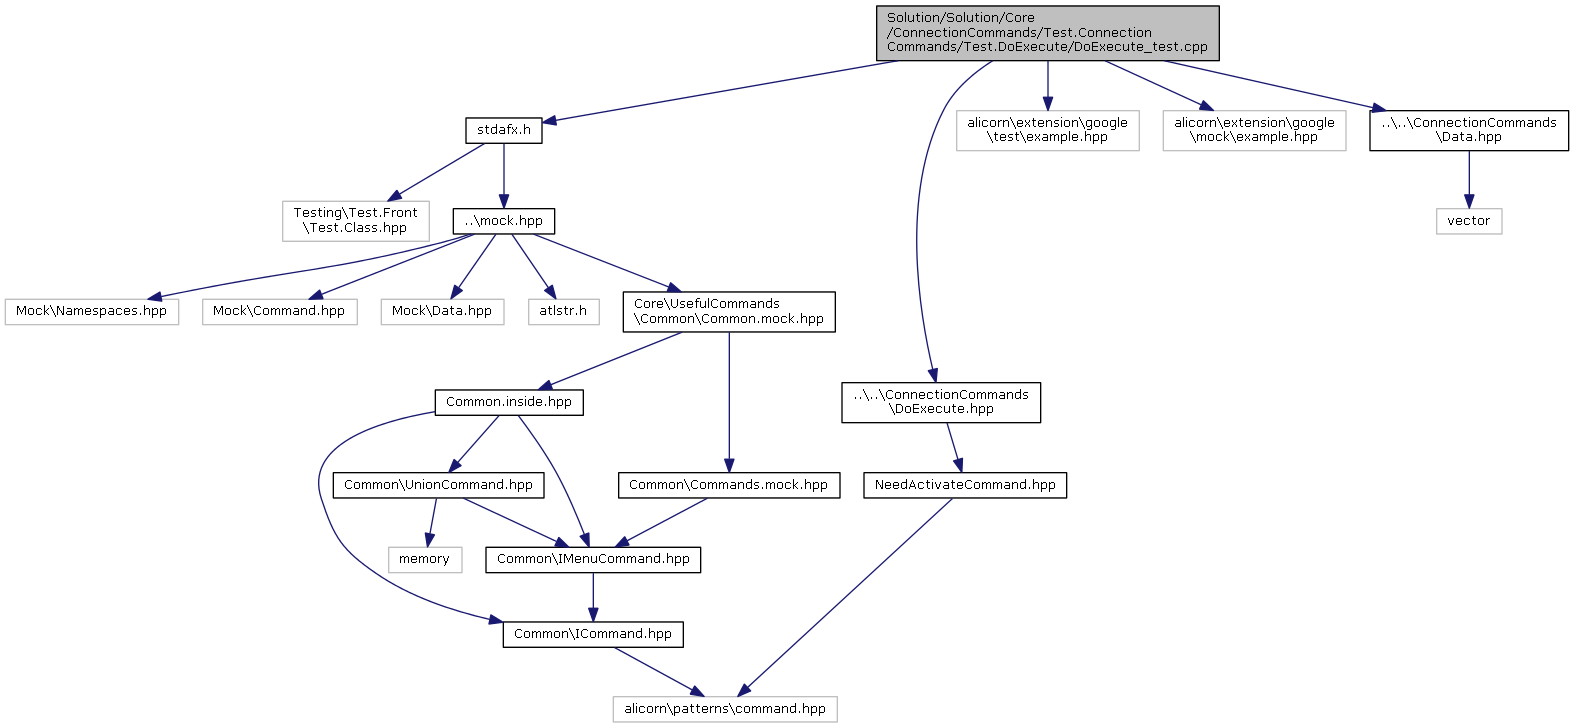 Solution/Solution/Core
/ConnectionCommands/Test.Connection
Commands/Test.DoExecute/DoExecute_test.cpp
stdafx.h
alicorn\extension\google
\test\example.hpp
alicorn\extension\google
\mock\example.hpp
..\..\ConnectionCommands
\Data.hpp
Testing\Test.Front
\Test.Class.hpp
..\mock.hpp
vector
Mock\Namespaces.hpp
Mock\Command.hpp
Mock\Data.hpp
atlstr.h
Core\UsefulCommands
\Common\Common.mock.hpp
Common.inside.hpp
..\..\ConnectionCommands
\DoExecute.hpp
Common\UnionCommand.hpp
Common\Commands.mock.hpp
NeedActivateCommand.hpp
memory
Common\IMenuCommand.hpp
Common\ICommand.hpp
alicorn\patterns\command.hpp